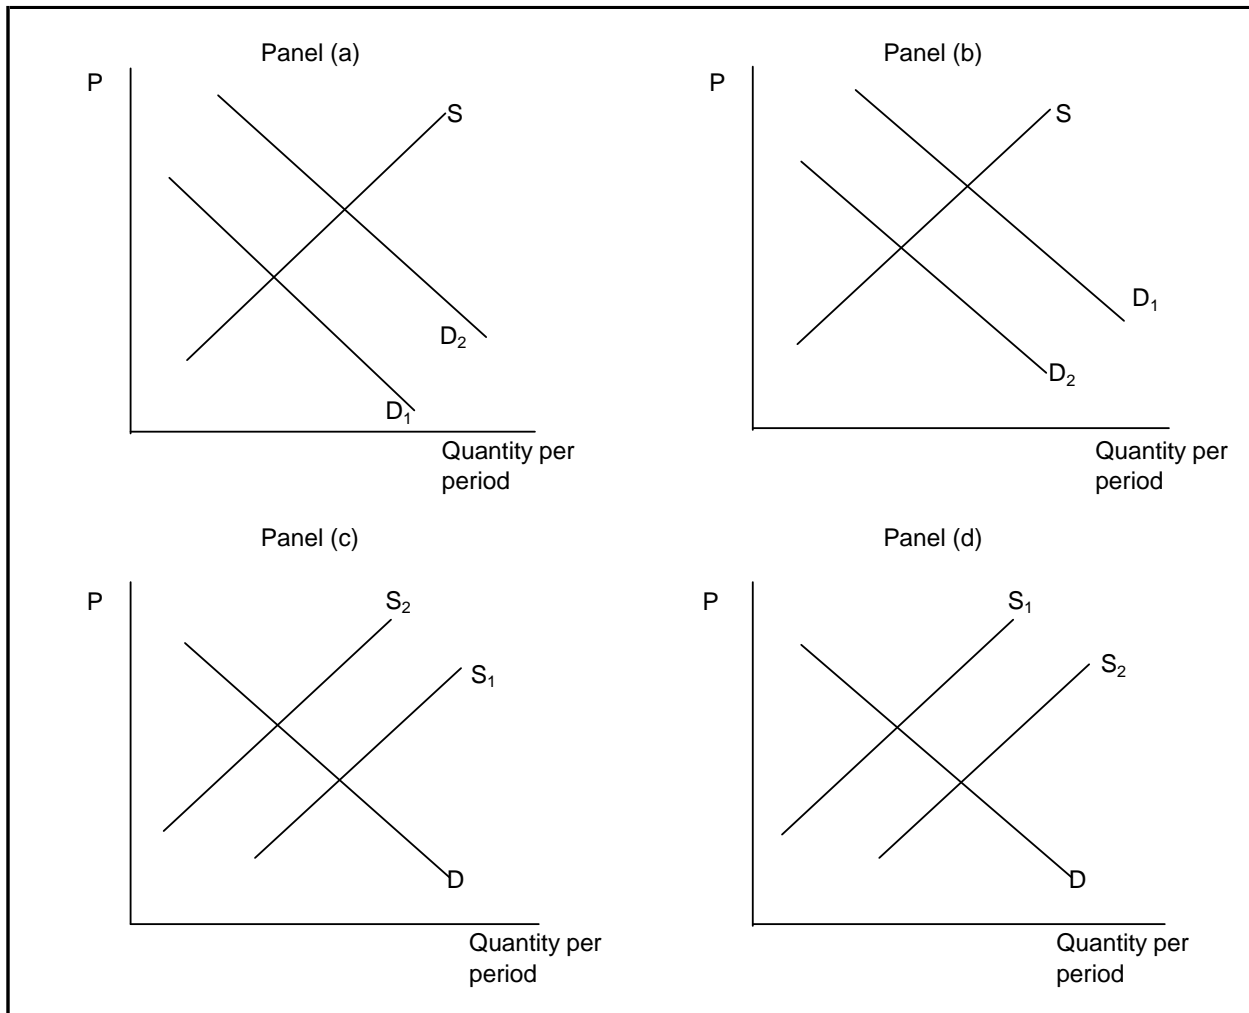 Panel (a)
P
S
D₂
D₁
Quantity per
period
Panel (b)
P
S
D₁
D₂
Quantity per
period
Panel (c)
P
S₂
S₁
D
Quantity per
period
Panel (d)
P
S₁
S₂
D
Quantity per
period